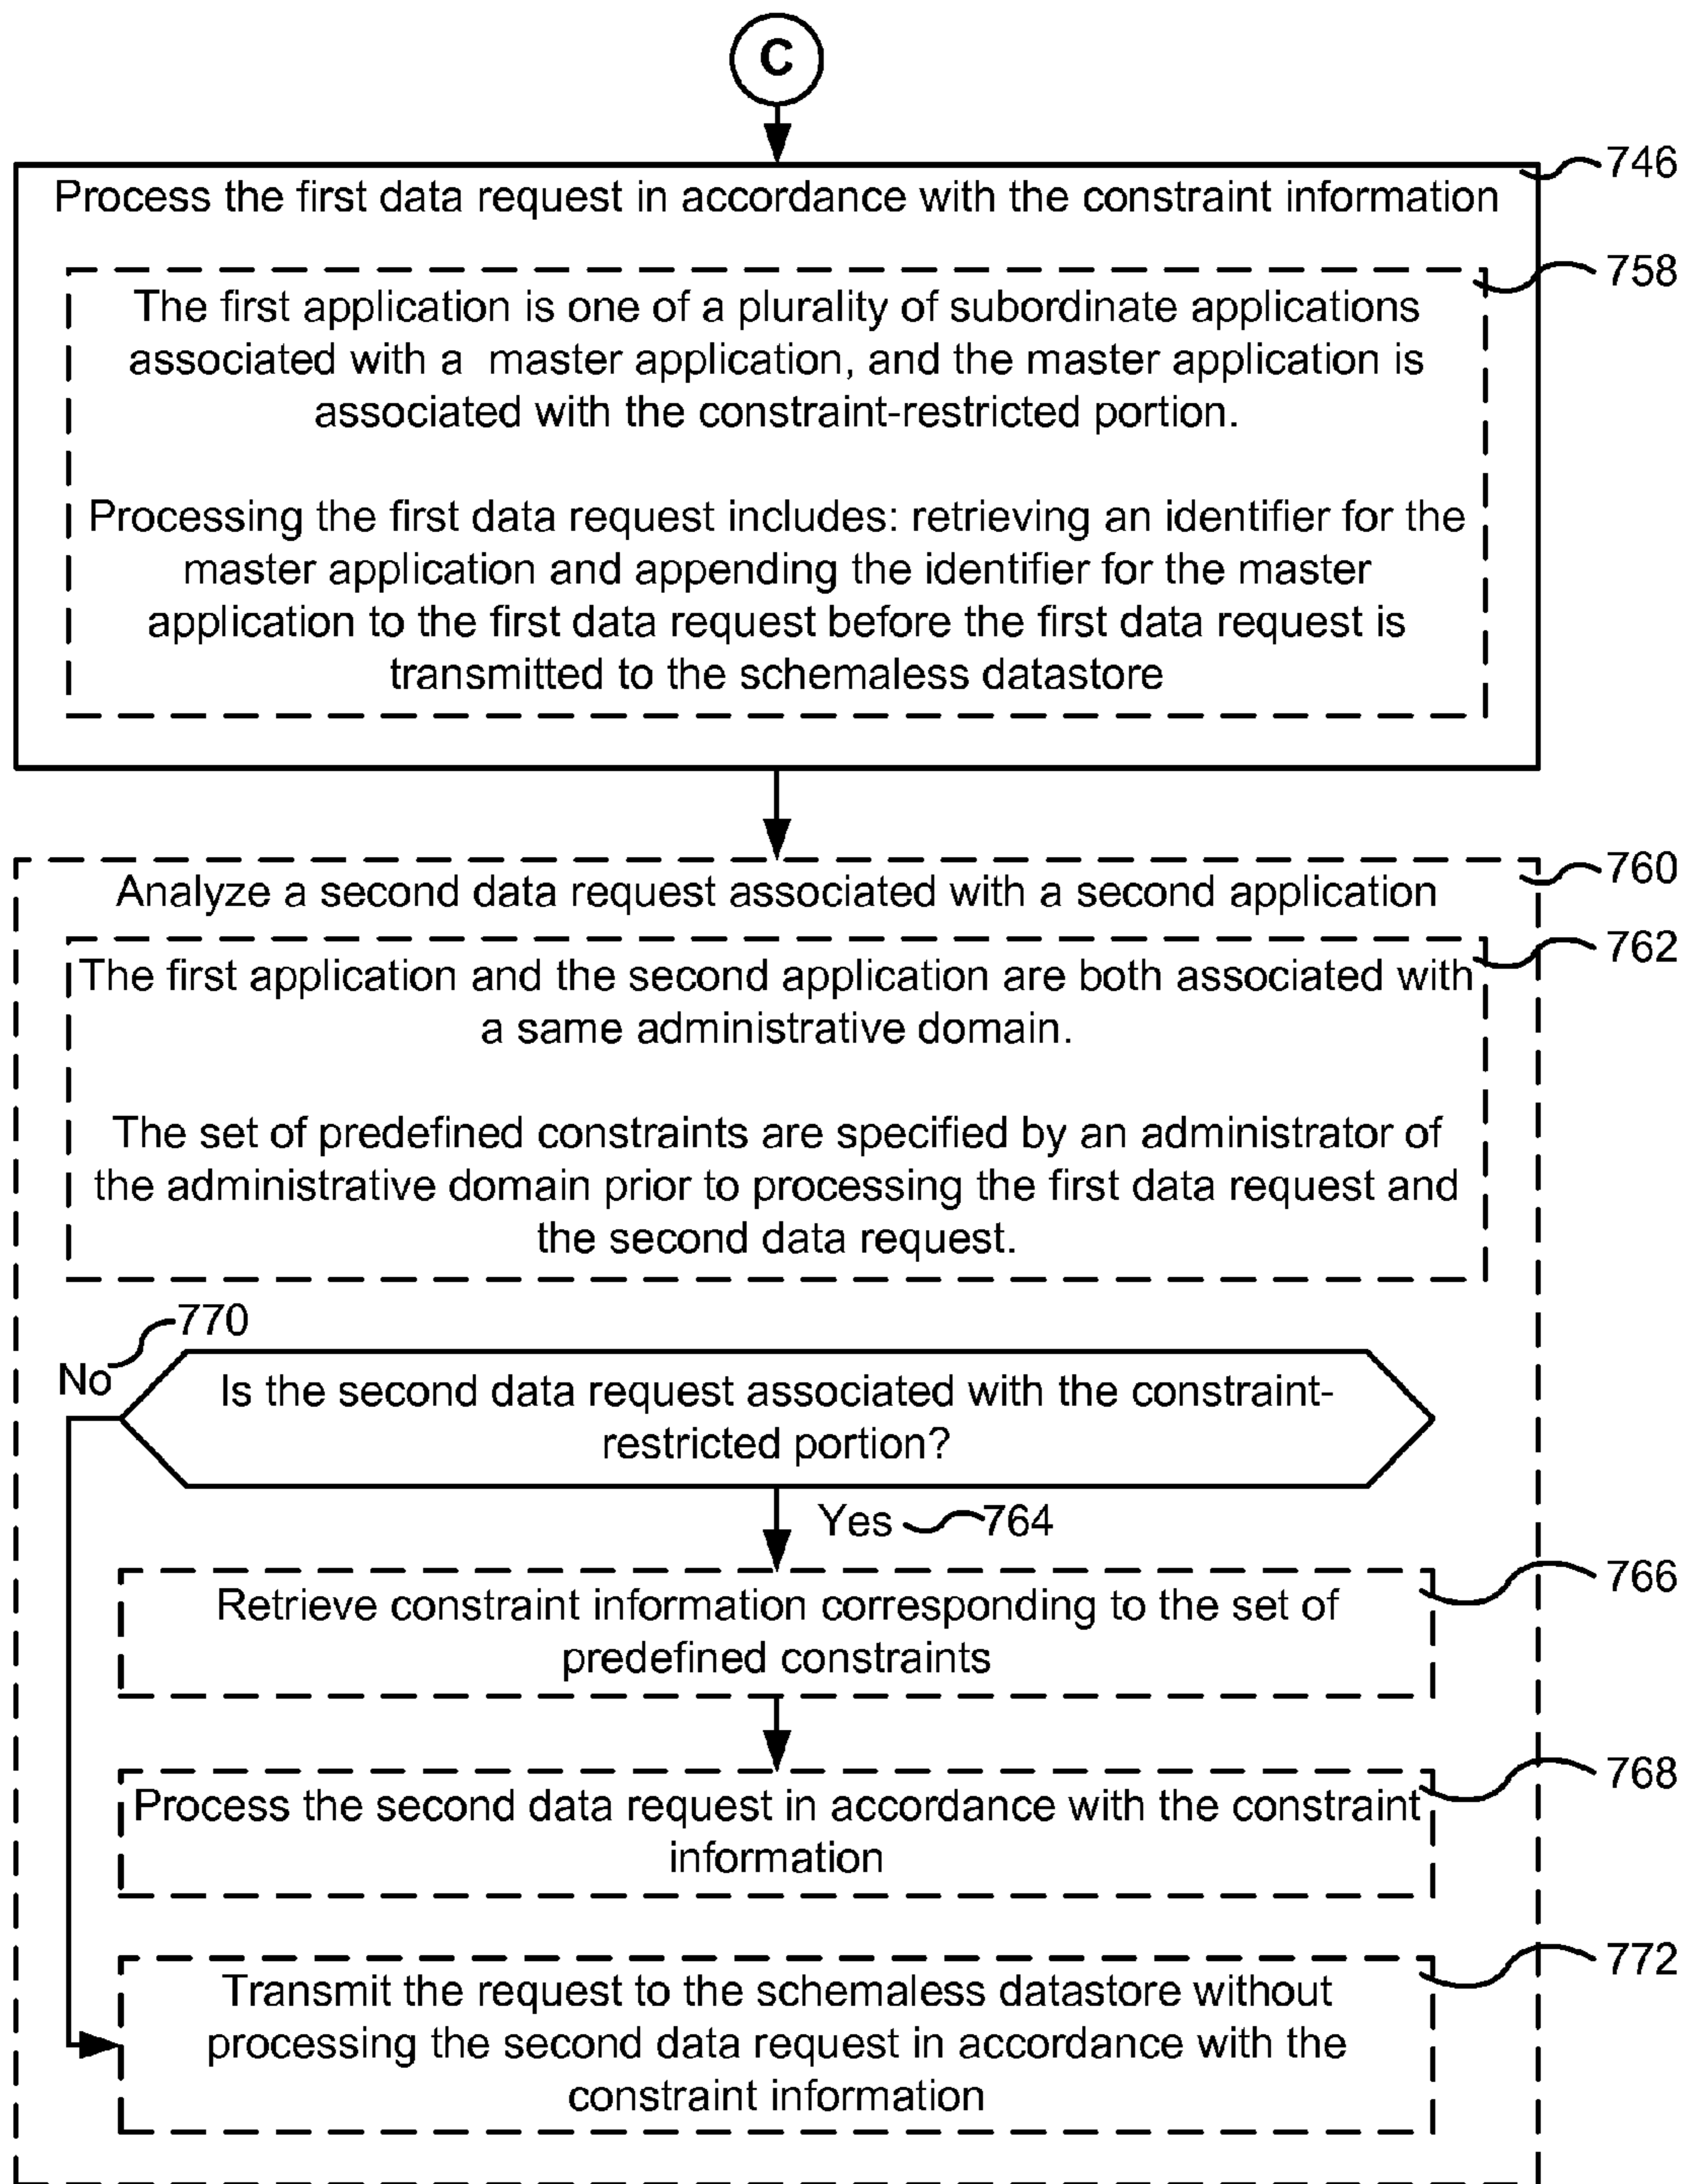 C
746
Process the first data request in accordance with the constraint information
758
The first application is one of a plurality of subordinate applications
associated with a master application, and the master application is
associated with the constraint-restricted portion.
Processing the first data request includes: retrieving an identifier for the
master application and appending the identifier for the master
application to the first data request before the first data request is
transmitted to the schemaless datastore
760
Analyze a second data request associated with a second application
762
The first application and the second application are both associated with
a same administrative domain.
The set of predefined constraints are specified by an administrator of
the administrative domain prior to processing the first data request and
the second data request.
770
No
Is the second data request associated with the constraint-
restricted portion?
Yes 764
766
Retrieve constraint information corresponding to the set of
predefined constraints
768
Process the second data request in accordance with the constraint
information
772
Transmit the request to the schemaless datastore without
processing the second data request in accordance with the
constraint information